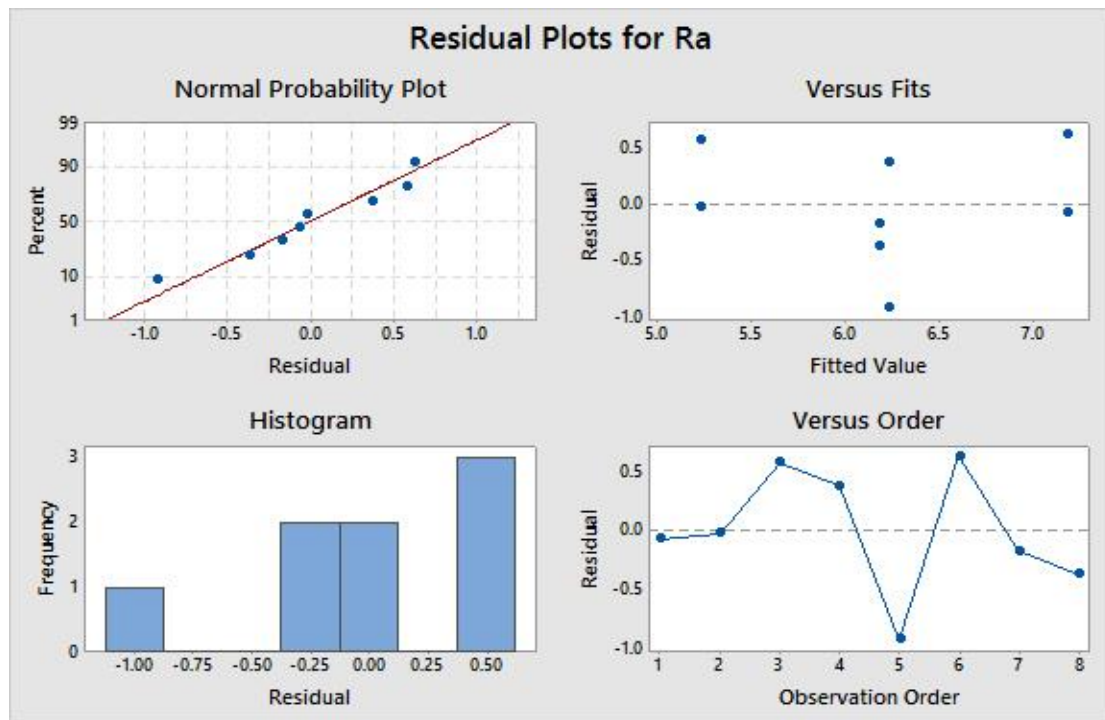 Residual Plots for Ra
Normal Probability Plot
99
90
50
10
1
Percent
-1.0 -0.5 0.0 0.5 1.0
Residual
Versus Fits
0.5
0.0
-0.5
-1.0
Residual
5.0 5.5 6.0 6.5 7.0
Fitted Value
Histogram
3
2
1
0
Frequency
-1.00 -0.75 -0.50 -0.25 0.00 0.25 0.50
Residual
Versus Order
0.5
0.0
-0.5
-1.0
Residual
1 2 3 4 5 6 7 8
Observation Order